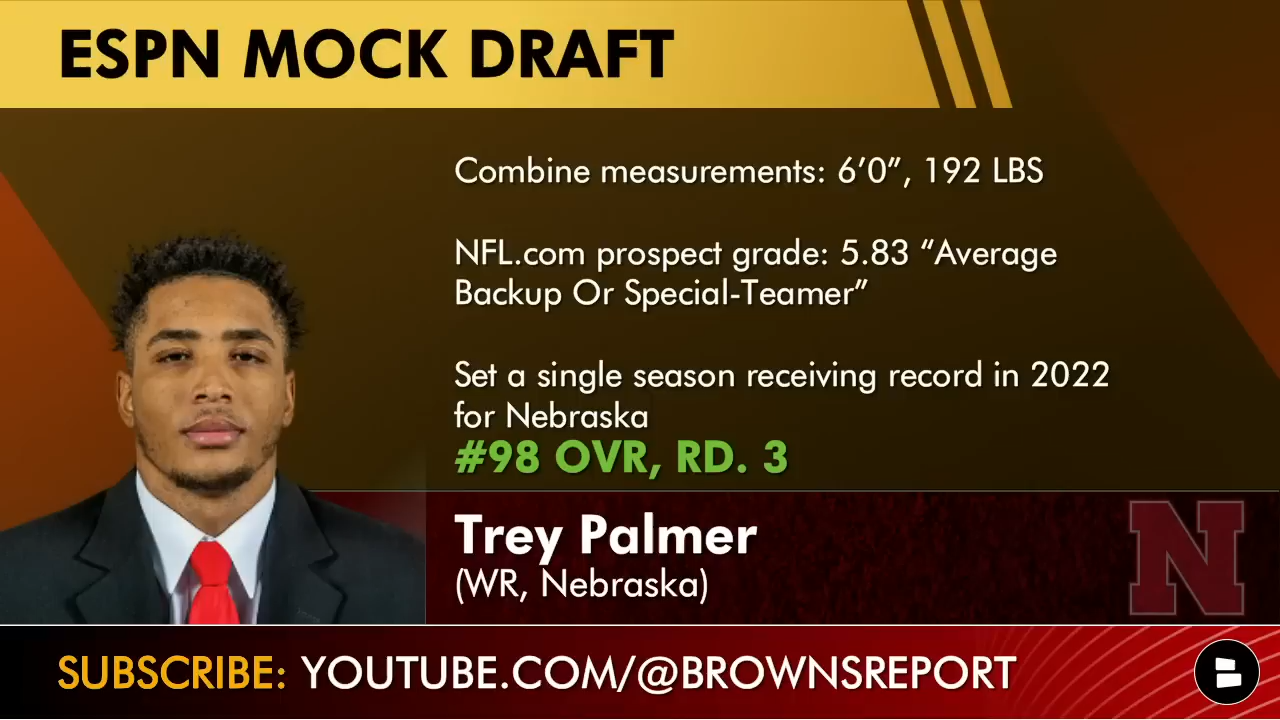 ESPN MOCK DRAFT
Combine measurements: 6’0”, 192 LBS
NFL.com prospect grade: 5.83 “Average
Backup Or Special-Teamer”
Set a single season receiving record in 2022
for Nebraska
#98 OVR, RD. 3
Trey Palmer
(WR, Nebraska)
N
SUBSCRIBE: YOUTUBE.COM/@BROWNSREPORT